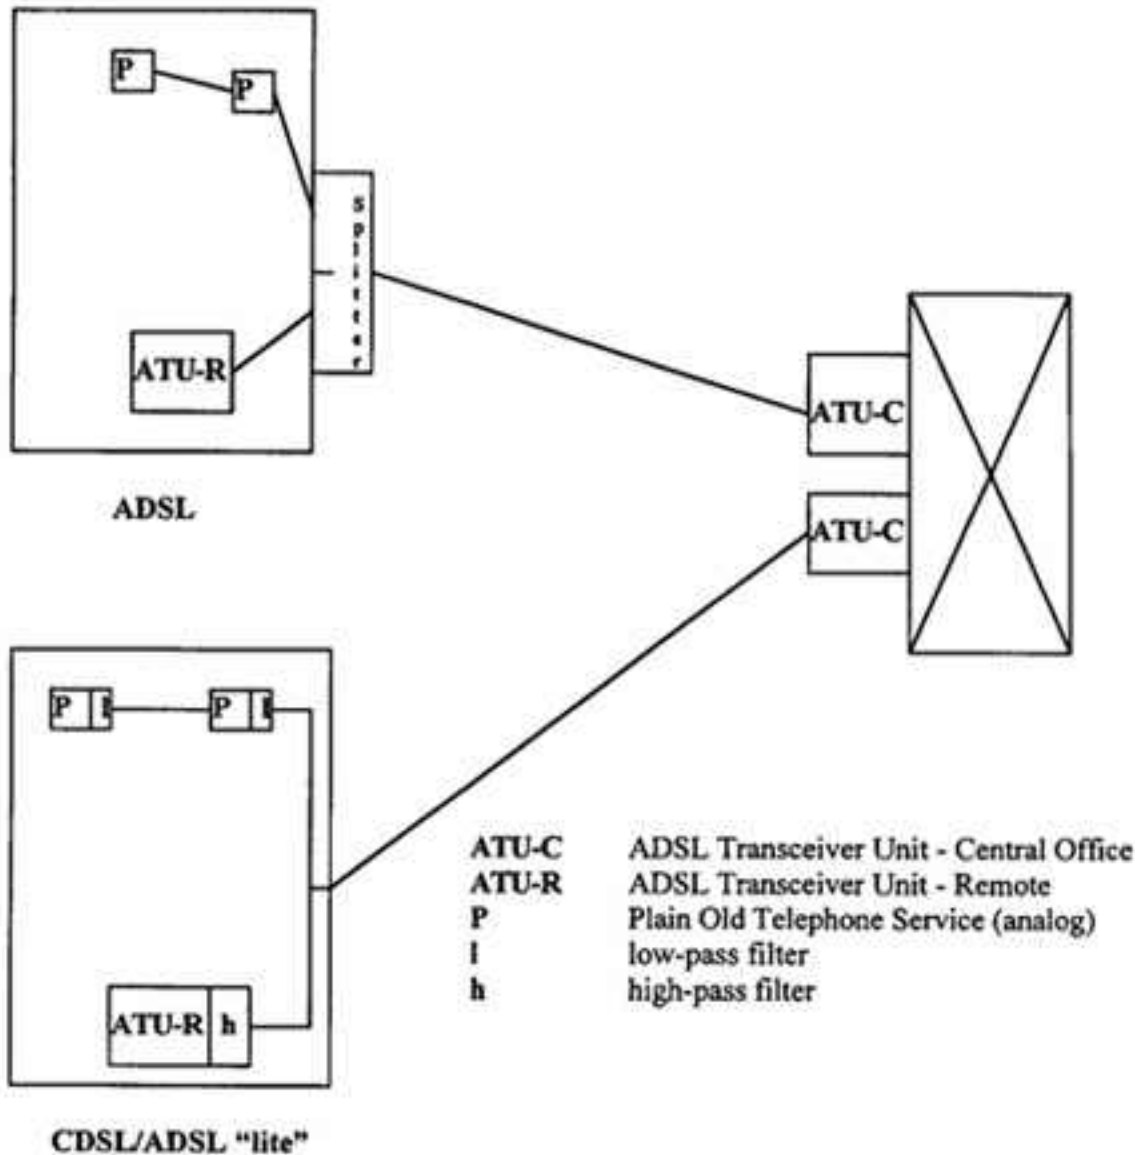 P
P
Splitter
ATU-R
ATU-C
ADSL
ATU-C
P l
P l
ATU-C ADSL Transceiver Unit - Central Office
ATU-R ADSL Transceiver Unit - Remote
P Plain Old Telephone Service (analog)
l low-pass filter
h high-pass filter
ATU-R h
CDSL/ADSL “lite”